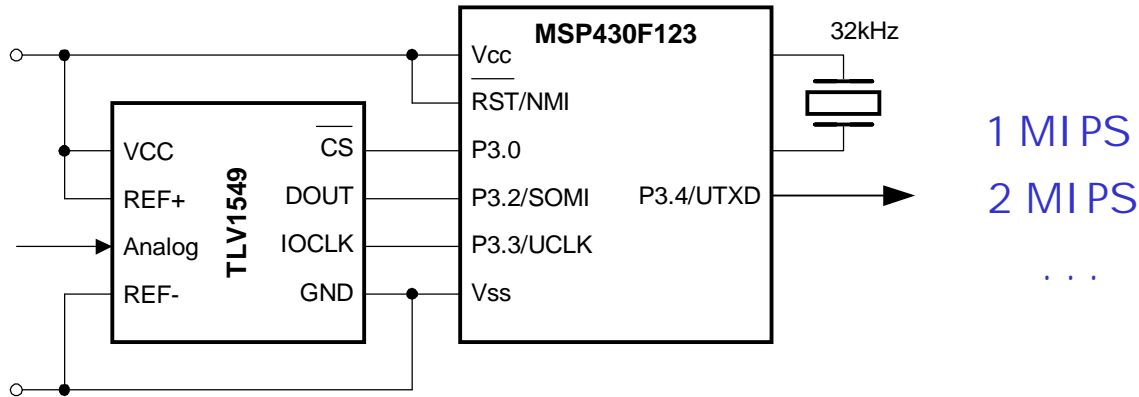 MSP430F123
32kHz
Vcc
RST/NMI
VCC
CS
P3.0
REF+
DOUT
P3.2/SOMI
P3.4/UTXD
Analog
TLV1549
IOCLK
P3.3/UCLK
REF-
GND
Vss
1 MIPS
2 MIPS
. . .